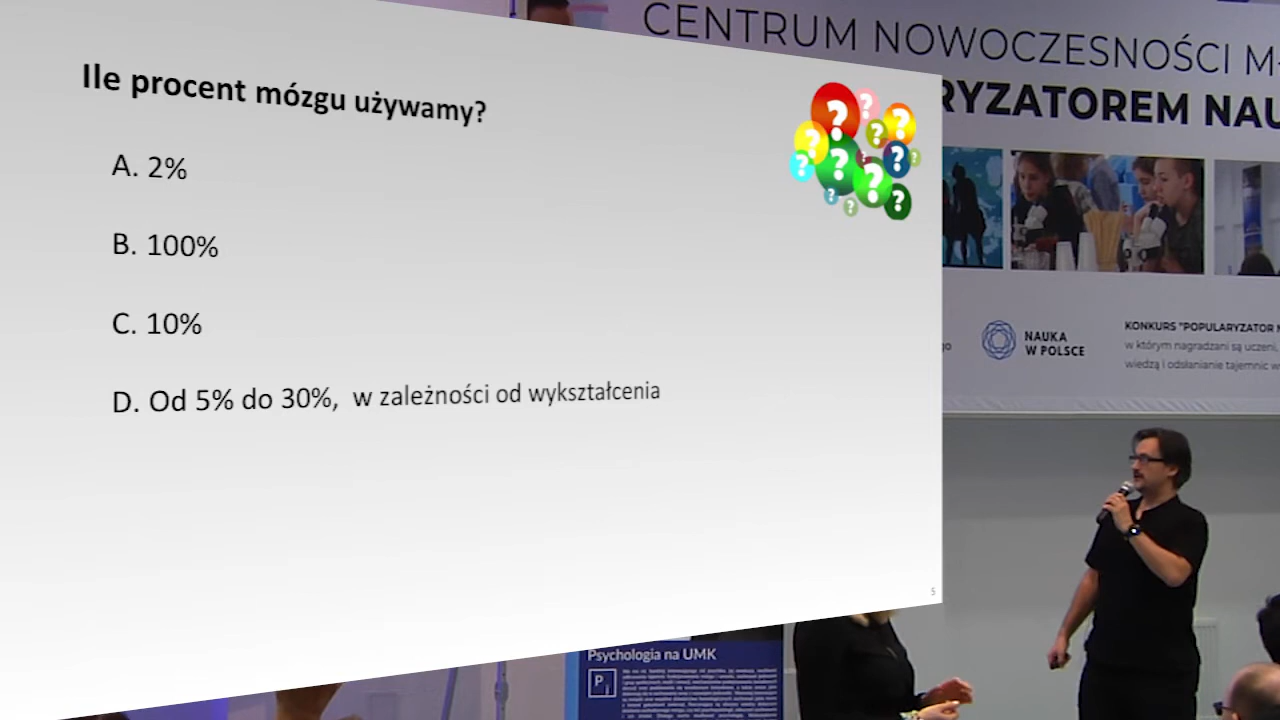 CENTRUM NOWOCZESNOŚCI M
RYZATOREM NAU
Ile procent mózgu używamy?
A. 2%
B. 100%
C. 10%
D. Od 5% do 30%, w zależności od wykształcenia
5
NAUKA
W POLSCE
KONKURS "POPULARYZATOR
w którym nagradzani są uczeni,
wiedzą i odsłanianie tajemnic
Psychologia na UMK